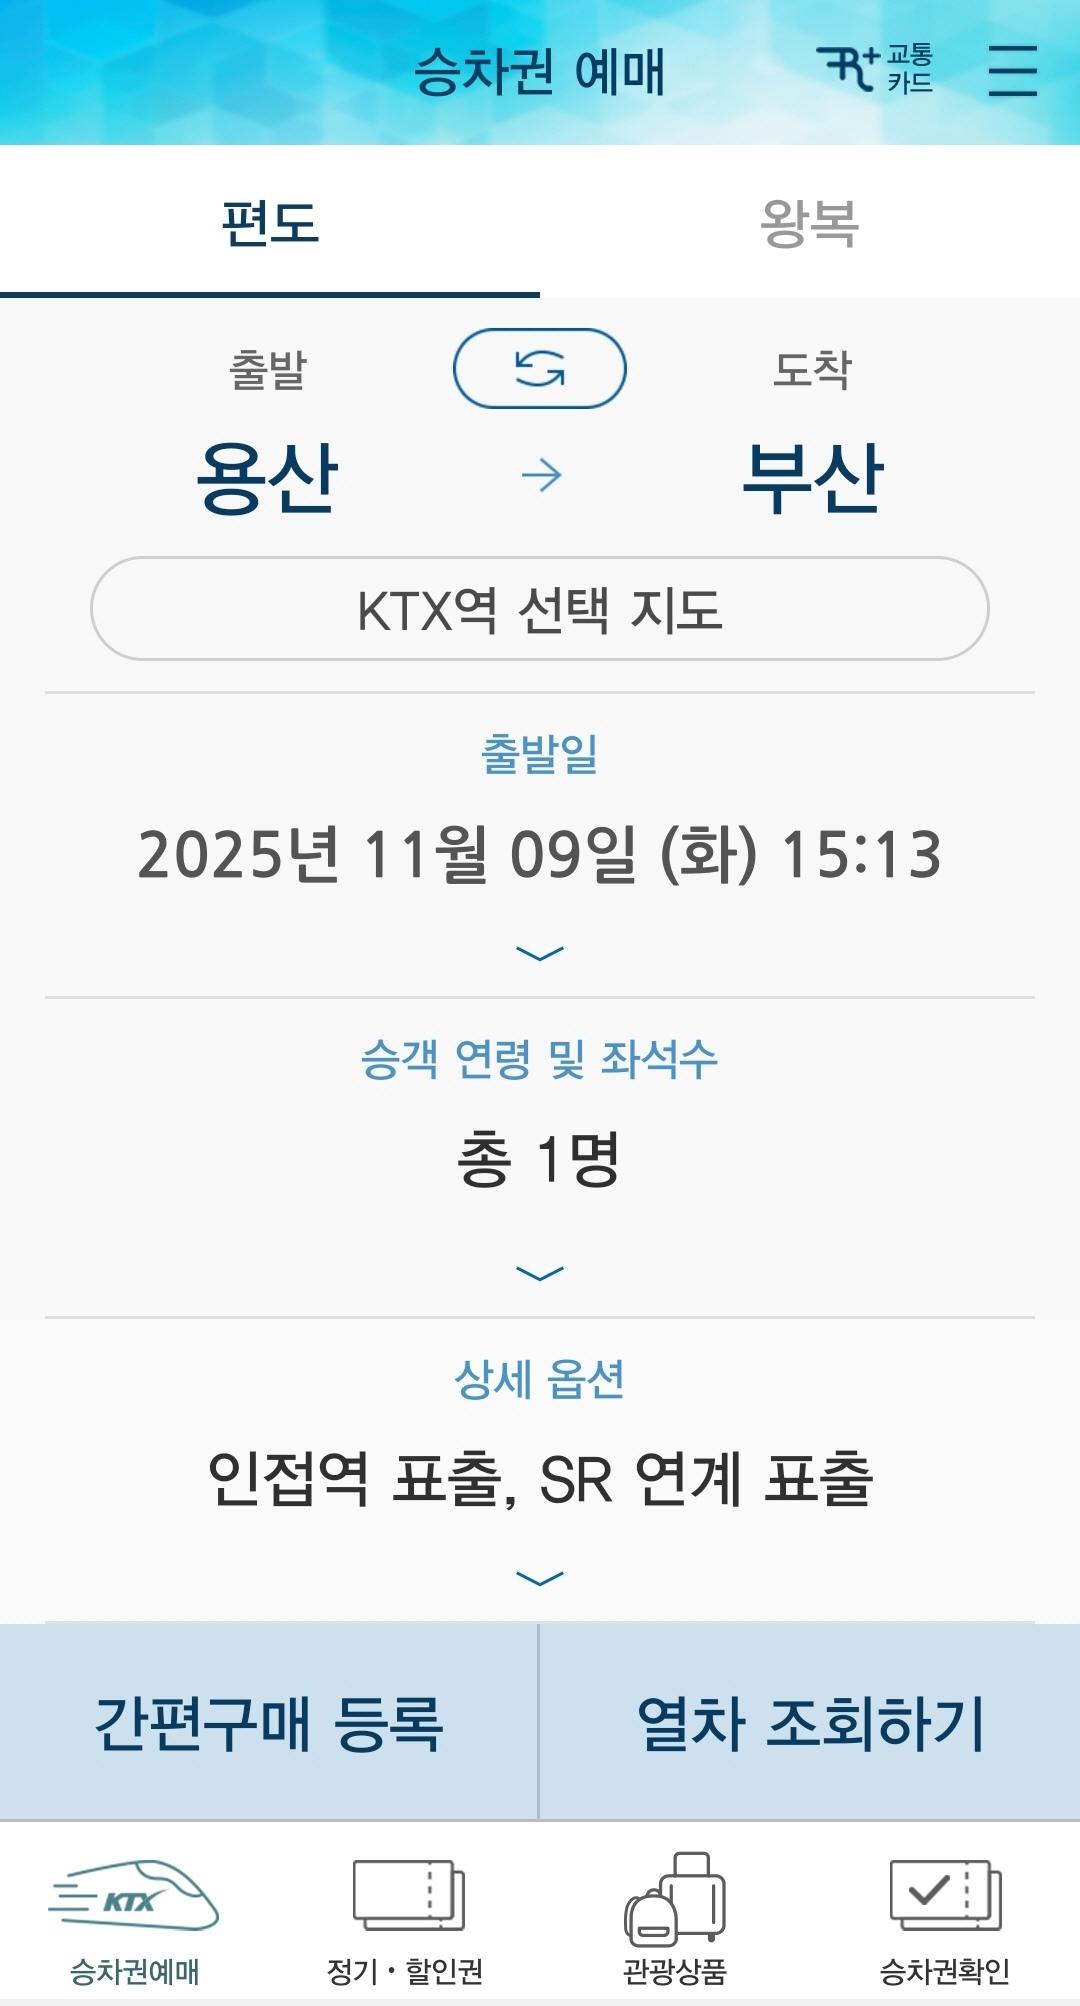 승차권 예매
R+ 교통
카드
편도 왕복
출발 도착
용산 → 부산
KTX역 선택 지도
출발일
2025년 11월 09일 (화) 15:13
승객 연령 및 좌석수
총 1명
상세 옵션
인접역 표출, SR 연계 표출
간편구매 등록 열차 조회하기
KTX
승차권예매 정기·할인권 관광상품 승차권확인